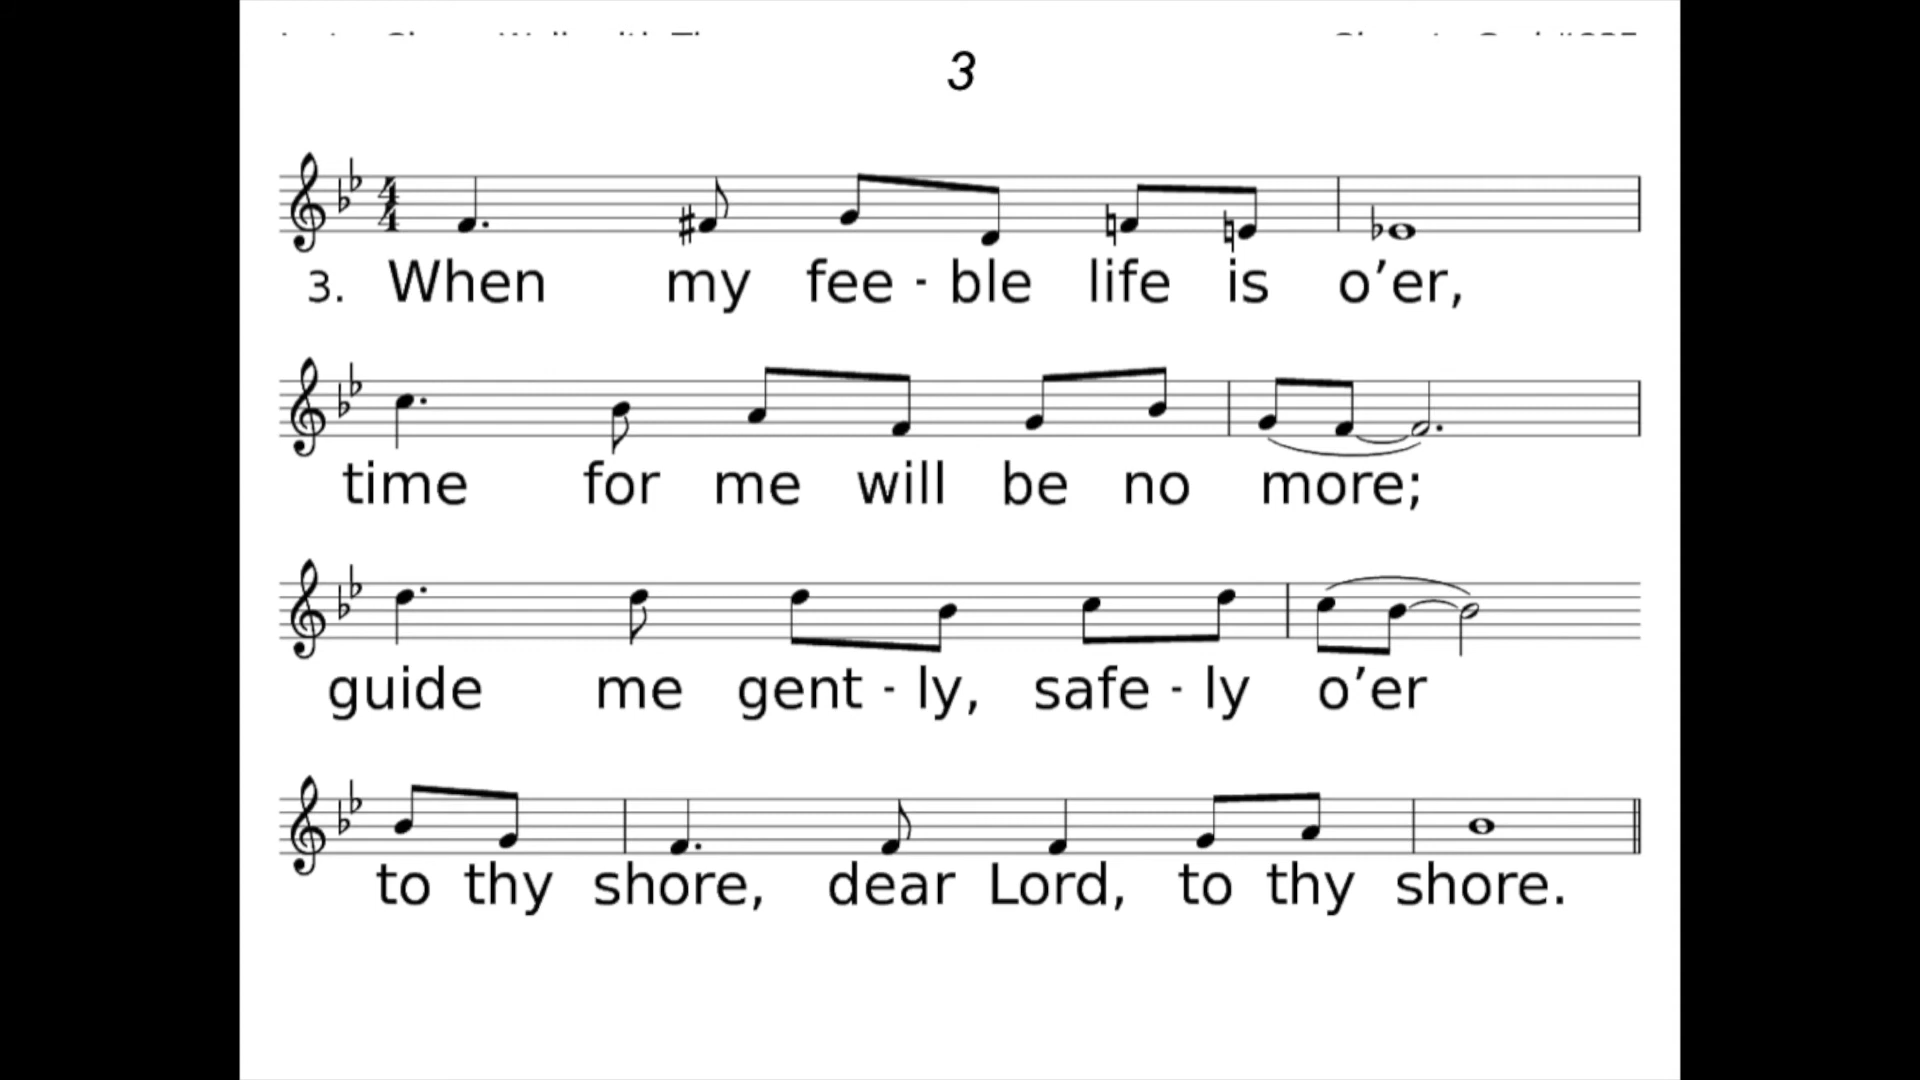 3
3. When my fee - ble life is o’er,
time for me will be no more;
guide me gent - ly, safe - ly o’er
to thy shore, dear Lord, to thy shore.